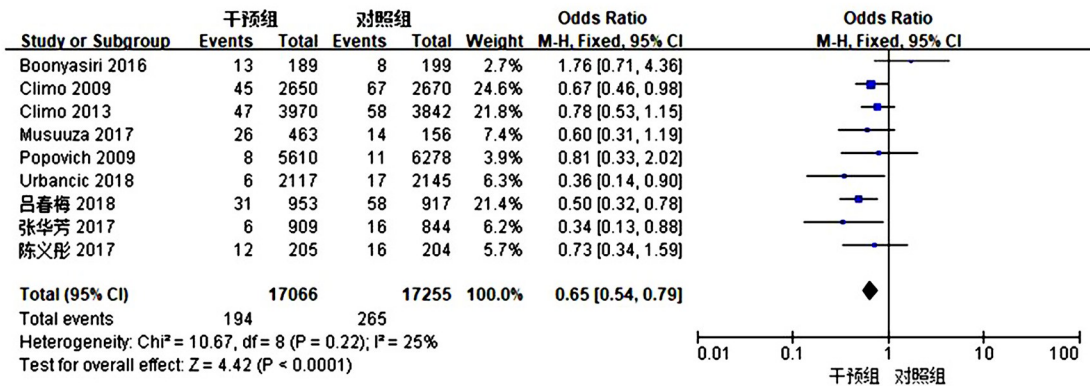 干预组 对照组 Odds Ratio Odds Ratio
Study or Subgroup Events Total Events Total Weight M-H, Fixed, 95% CI M-H, Fixed, 95% CI
Boonyasiri 2016 13 189 8 199 2.7% 1.76 [0.71, 4.36]
Climo 2009 45 2650 67 2670 24.6% 0.67 [0.46, 0.98]
Climo 2013 47 3970 58 3842 21.8% 0.78 [0.53, 1.15]
Musuuza 2017 26 463 14 156 7.4% 0.60 [0.31, 1.19]
Popovich 2009 8 5610 11 6278 3.9% 0.81 [0.33, 2.02]
Urbancic 2018 6 2117 17 2145 6.3% 0.36 [0.14, 0.90]
吕春梅 2018 31 953 58 917 21.4% 0.50 [0.32, 0.78]
张华芳 2017 6 909 16 844 6.2% 0.34 [0.13, 0.88]
陈义彤 2017 12 205 16 204 5.7% 0.73 [0.34, 1.59]
Total (95% CI) 17066 17255 100.0% 0.65 [0.54, 0.79]
Total events 194 265
Heterogeneity: Chi² = 10.67, df = 8 (P = 0.22); I² = 25%
Test for overall effect: Z = 4.42 (P < 0.0001)
0.01 0.1 1 10 100
干预组 对照组